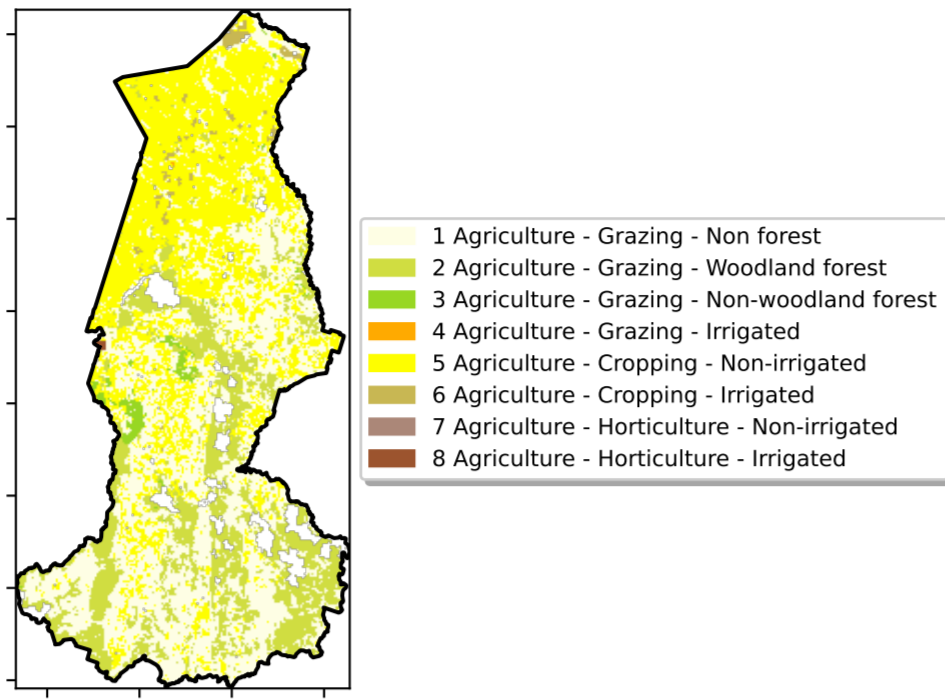 1 Agriculture - Grazing - Non forest
2 Agriculture - Grazing - Woodland forest
3 Agriculture - Grazing - Non-woodland forest
4 Agriculture - Grazing - Irrigated
5 Agriculture - Cropping - Non-irrigated
6 Agriculture - Cropping - Irrigated
7 Agriculture - Horticulture - Non-irrigated
8 Agriculture - Horticulture - Irrigated